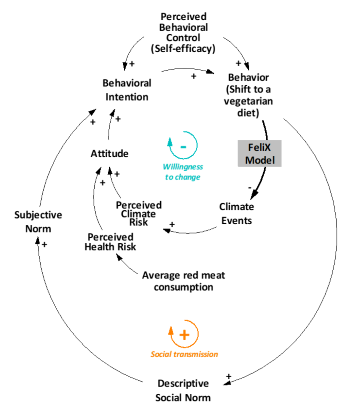 Perceived
Behavioral
Control
(Self-efficacy)
+
+
Behavioral
Intention
+
Behavior
(Shift to a
vegetarian
diet)
+
+
+
FeliX
Model
Attitude
-
Willingness
to change
+
+
-
Perceived
Climate
Risk
+
Climate
Events
Subjective
Norm
+
Perceived
Health Risk
Average red meat
consumption
+
Social transmission
+
Descriptive
Social Norm